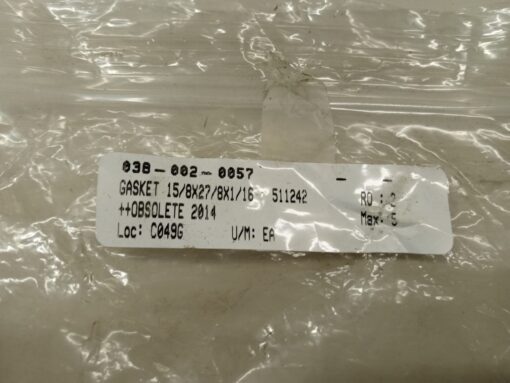 038-002-0057 - -
GASKET 15/8X27/8X1/16 511242 RO : 2
++OBSOLETE 2014 Max: 5
Loc: C049G U/M: EA